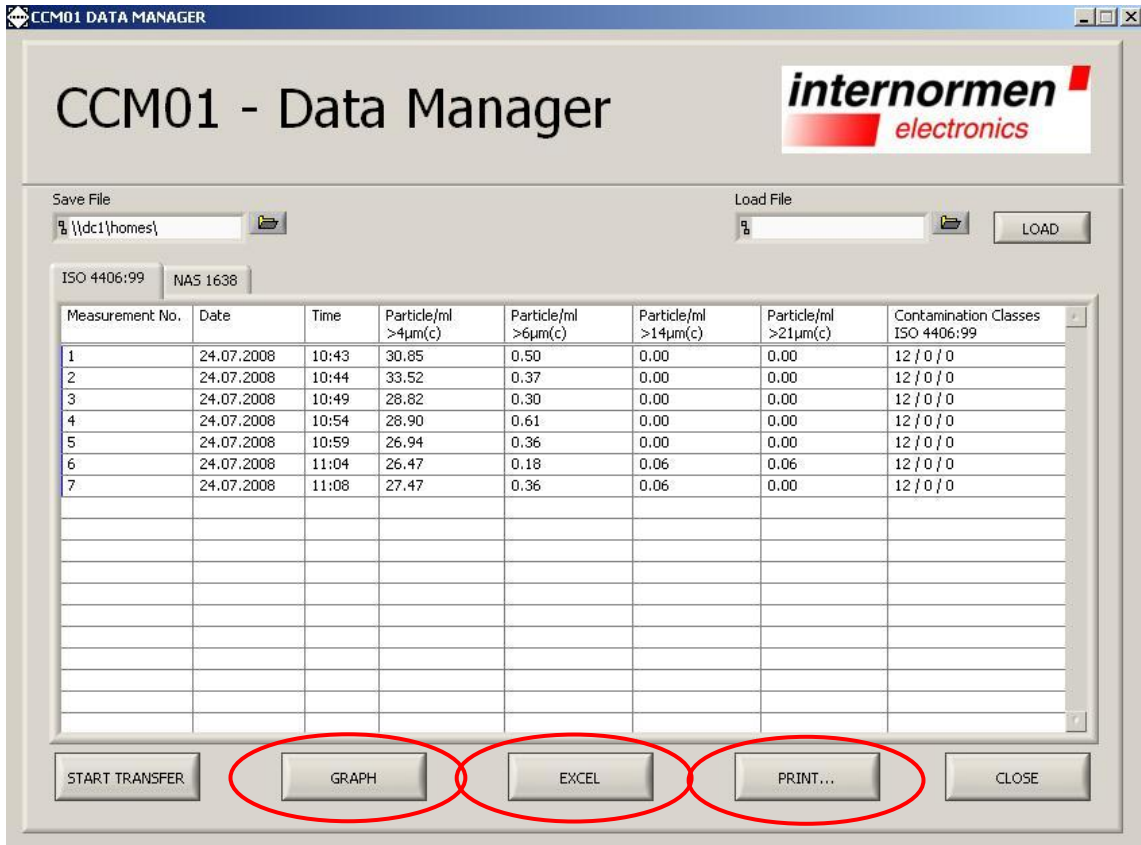 CCM01 DATA MANAGER
CCM01 - Data Manager
internormen
electronics
Save File
Load File
\\dc1\homes\
LOAD
ISO 4406:99 NAS 1638
Measurement No. Date Time Particle/ml Particle/ml Particle/ml Particle/ml Contamination Classes
>4µm(c) >6µm(c) >14µm(c) >21µm(c) ISO 4406:99
1 24.07.2008 10:43 30.85 0.50 0.00 0.00 12 / 0 / 0
2 24.07.2008 10:44 33.52 0.37 0.00 0.00 12 / 0 / 0
3 24.07.2008 10:49 28.82 0.30 0.00 0.00 12 / 0 / 0
4 24.07.2008 10:54 28.90 0.61 0.00 0.00 12 / 0 / 0
5 24.07.2008 10:59 26.94 0.36 0.00 0.00 12 / 0 / 0
6 24.07.2008 11:04 26.47 0.18 0.06 0.06 12 / 0 / 0
7 24.07.2008 11:08 27.47 0.36 0.06 0.00 12 / 0 / 0
START TRANSFER GRAPH EXCEL PRINT... CLOSE